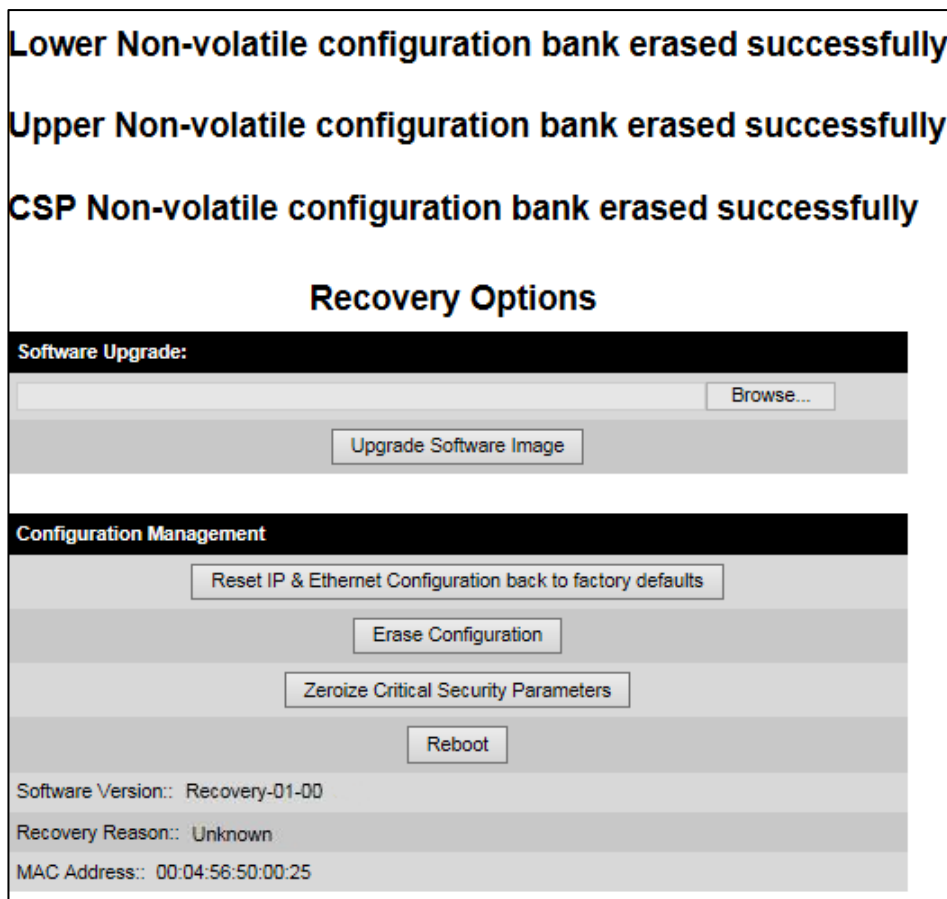 Lower Non-volatile configuration bank erased successfully
Upper Non-volatile configuration bank erased successfully
CSP Non-volatile configuration bank erased successfully
Recovery Options
Software Upgrade:
Browse...
Upgrade Software Image
Configuration Management
Reset IP & Ethernet Configuration back to factory defaults
Erase Configuration
Zeroize Critical Security Parameters
Reboot
Software Version:: Recovery-01-00
Recovery Reason:: Unknown
MAC Address:: 00:04:56:50:00:25